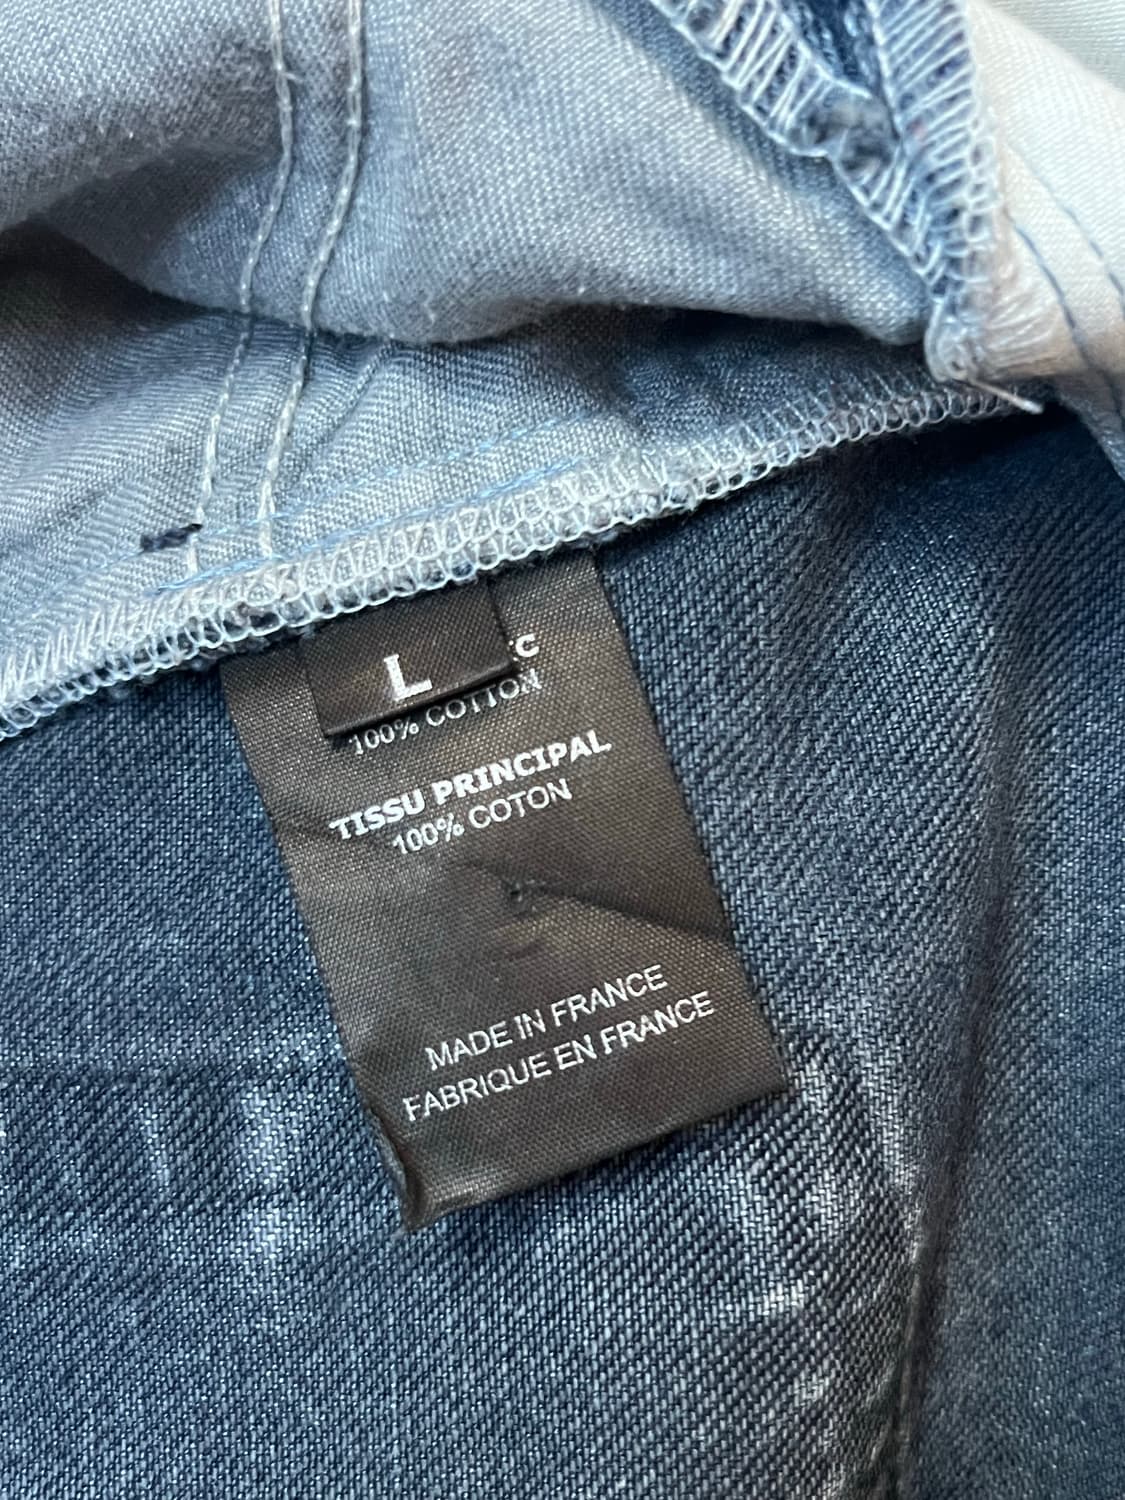 L
100% COTTON
TISSU PRINCIPAL
100% COTON
MADE IN FRANCE
FABRIQUE EN FRANCE